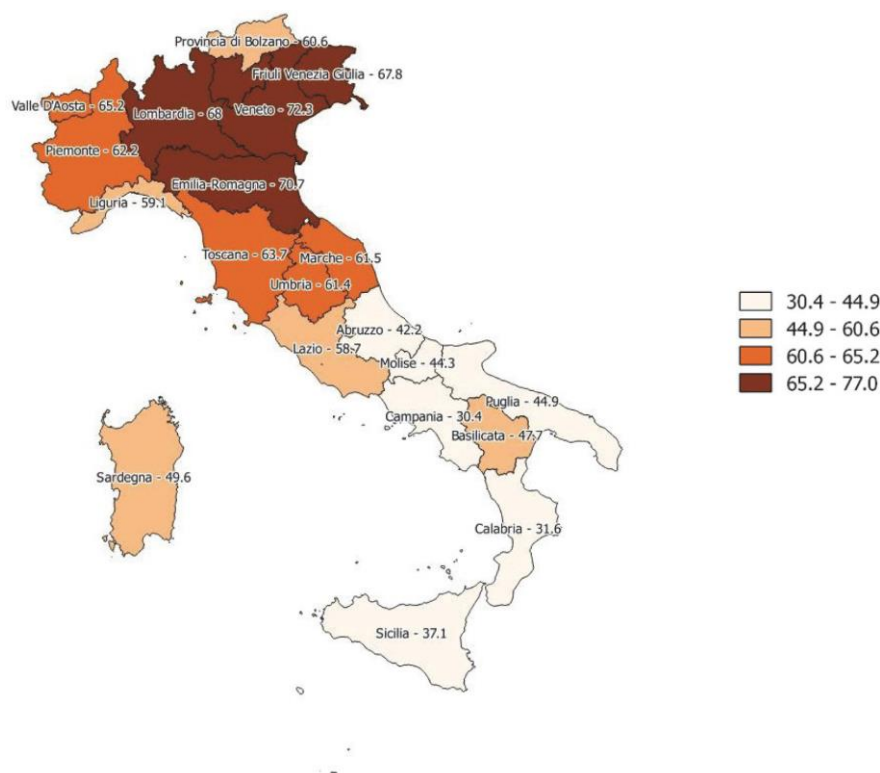 Provincia di Bolzano - 60.6
Friuli Venezia Giulia - 67.8
Valle D'Aosta - 65.2
Lombardia - 68
Veneto - 72.3
Piemonte - 62.2
Emilia-Romagna - 70.7
Liguria - 59.1
Toscana - 63.7
Marche - 61.5
Umbria - 61.4
Abruzzo - 42.2
Lazio - 58.7
Molise - 44.3
Puglia - 44.9
Campania - 30.4
Basilicata - 47.7
Sardegna - 49.6
Calabria - 31.6
Sicilia - 37.1
30.4 - 44.9
44.9 - 60.6
60.6 - 65.2
65.2 - 77.0